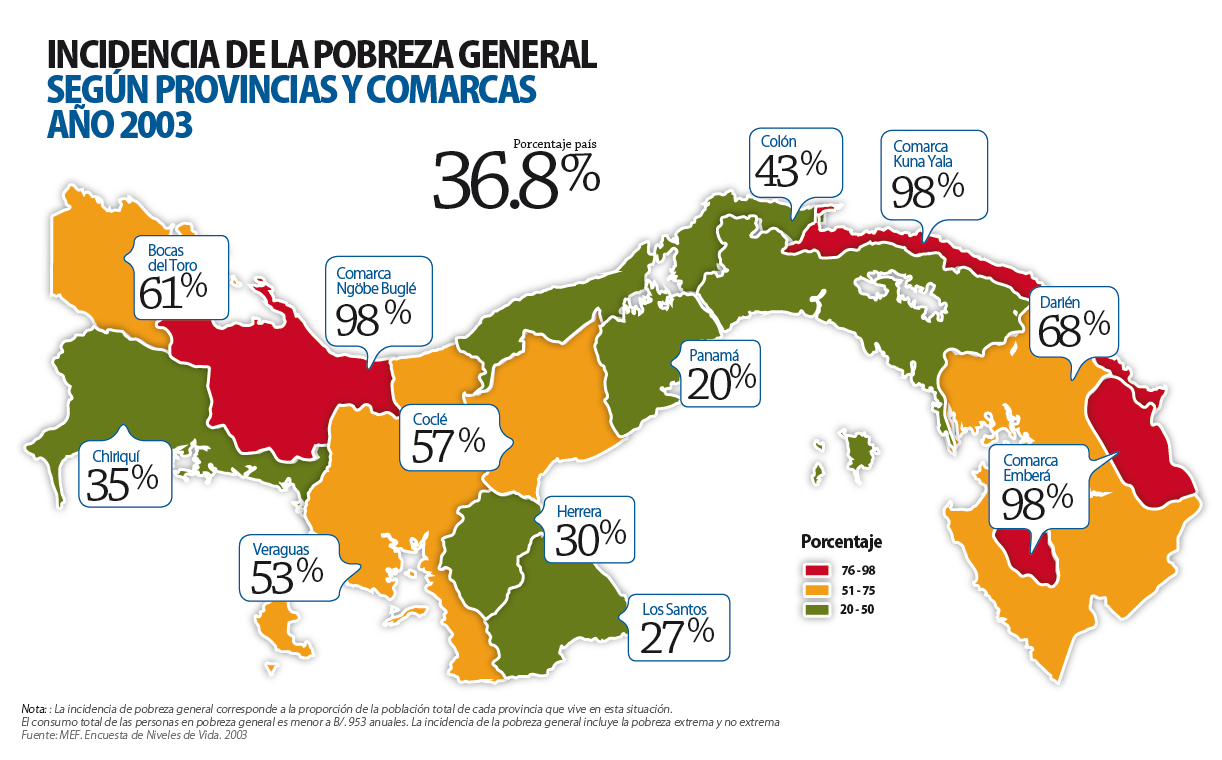 INCIDENCIA DE LA POBREZA GENERAL
SEGÚN PROVINCIAS Y COMARCAS
AÑO 2003
Porcentaje país
36.8%
Colón
43%
Comarca
Kuna Yala
98%
Bocas
del Toro
61%
Comarca
Ngöbe Buglé
98%
Darién
68%
Panamá
20%
Coclé
57%
Chiriquí
35%
Comarca
Emberá
98%
Herrera
30%
Veraguas
53%
Los Santos
27%
Porcentaje
76 - 98
51 - 75
20 - 50
Nota: : La incidencia de pobreza general corresponde a la proporción de la población total de cada provincia que vive en esta situación.
El consumo total de las personas en pobreza general es menor a B/. 953 anuales. La incidencia de la pobreza general incluye la pobreza extrema y no extrema
Fuente: MEF. Encuesta de Niveles de Vida. 2003